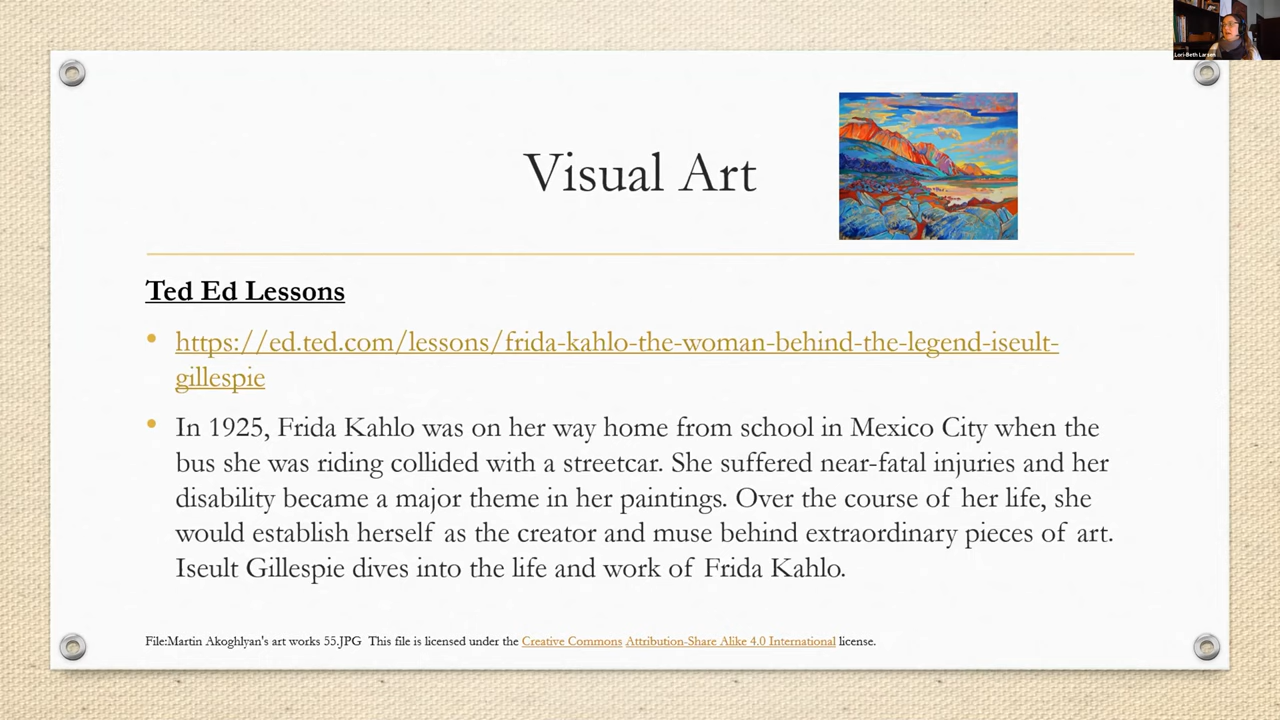 Lori-Beth Larsen
Visual Art
Ted Ed Lessons
https://ed.ted.com/lessons/frida-kahlo-the-woman-behind-the-legend-iseult-
gillespie
In 1925, Frida Kahlo was on her way home from school in Mexico City when the
bus she was riding collided with a streetcar. She suffered near-fatal injuries and her
disability became a major theme in her paintings. Over the course of her life, she
would establish herself as the creator and muse behind extraordinary pieces of art.
Iseult Gillespie dives into the life and work of Frida Kahlo.
File:Martin Akoghlyan's art works 55.JPG This file is licensed under the Creative Commons Attribution-Share Alike 4.0 International license.